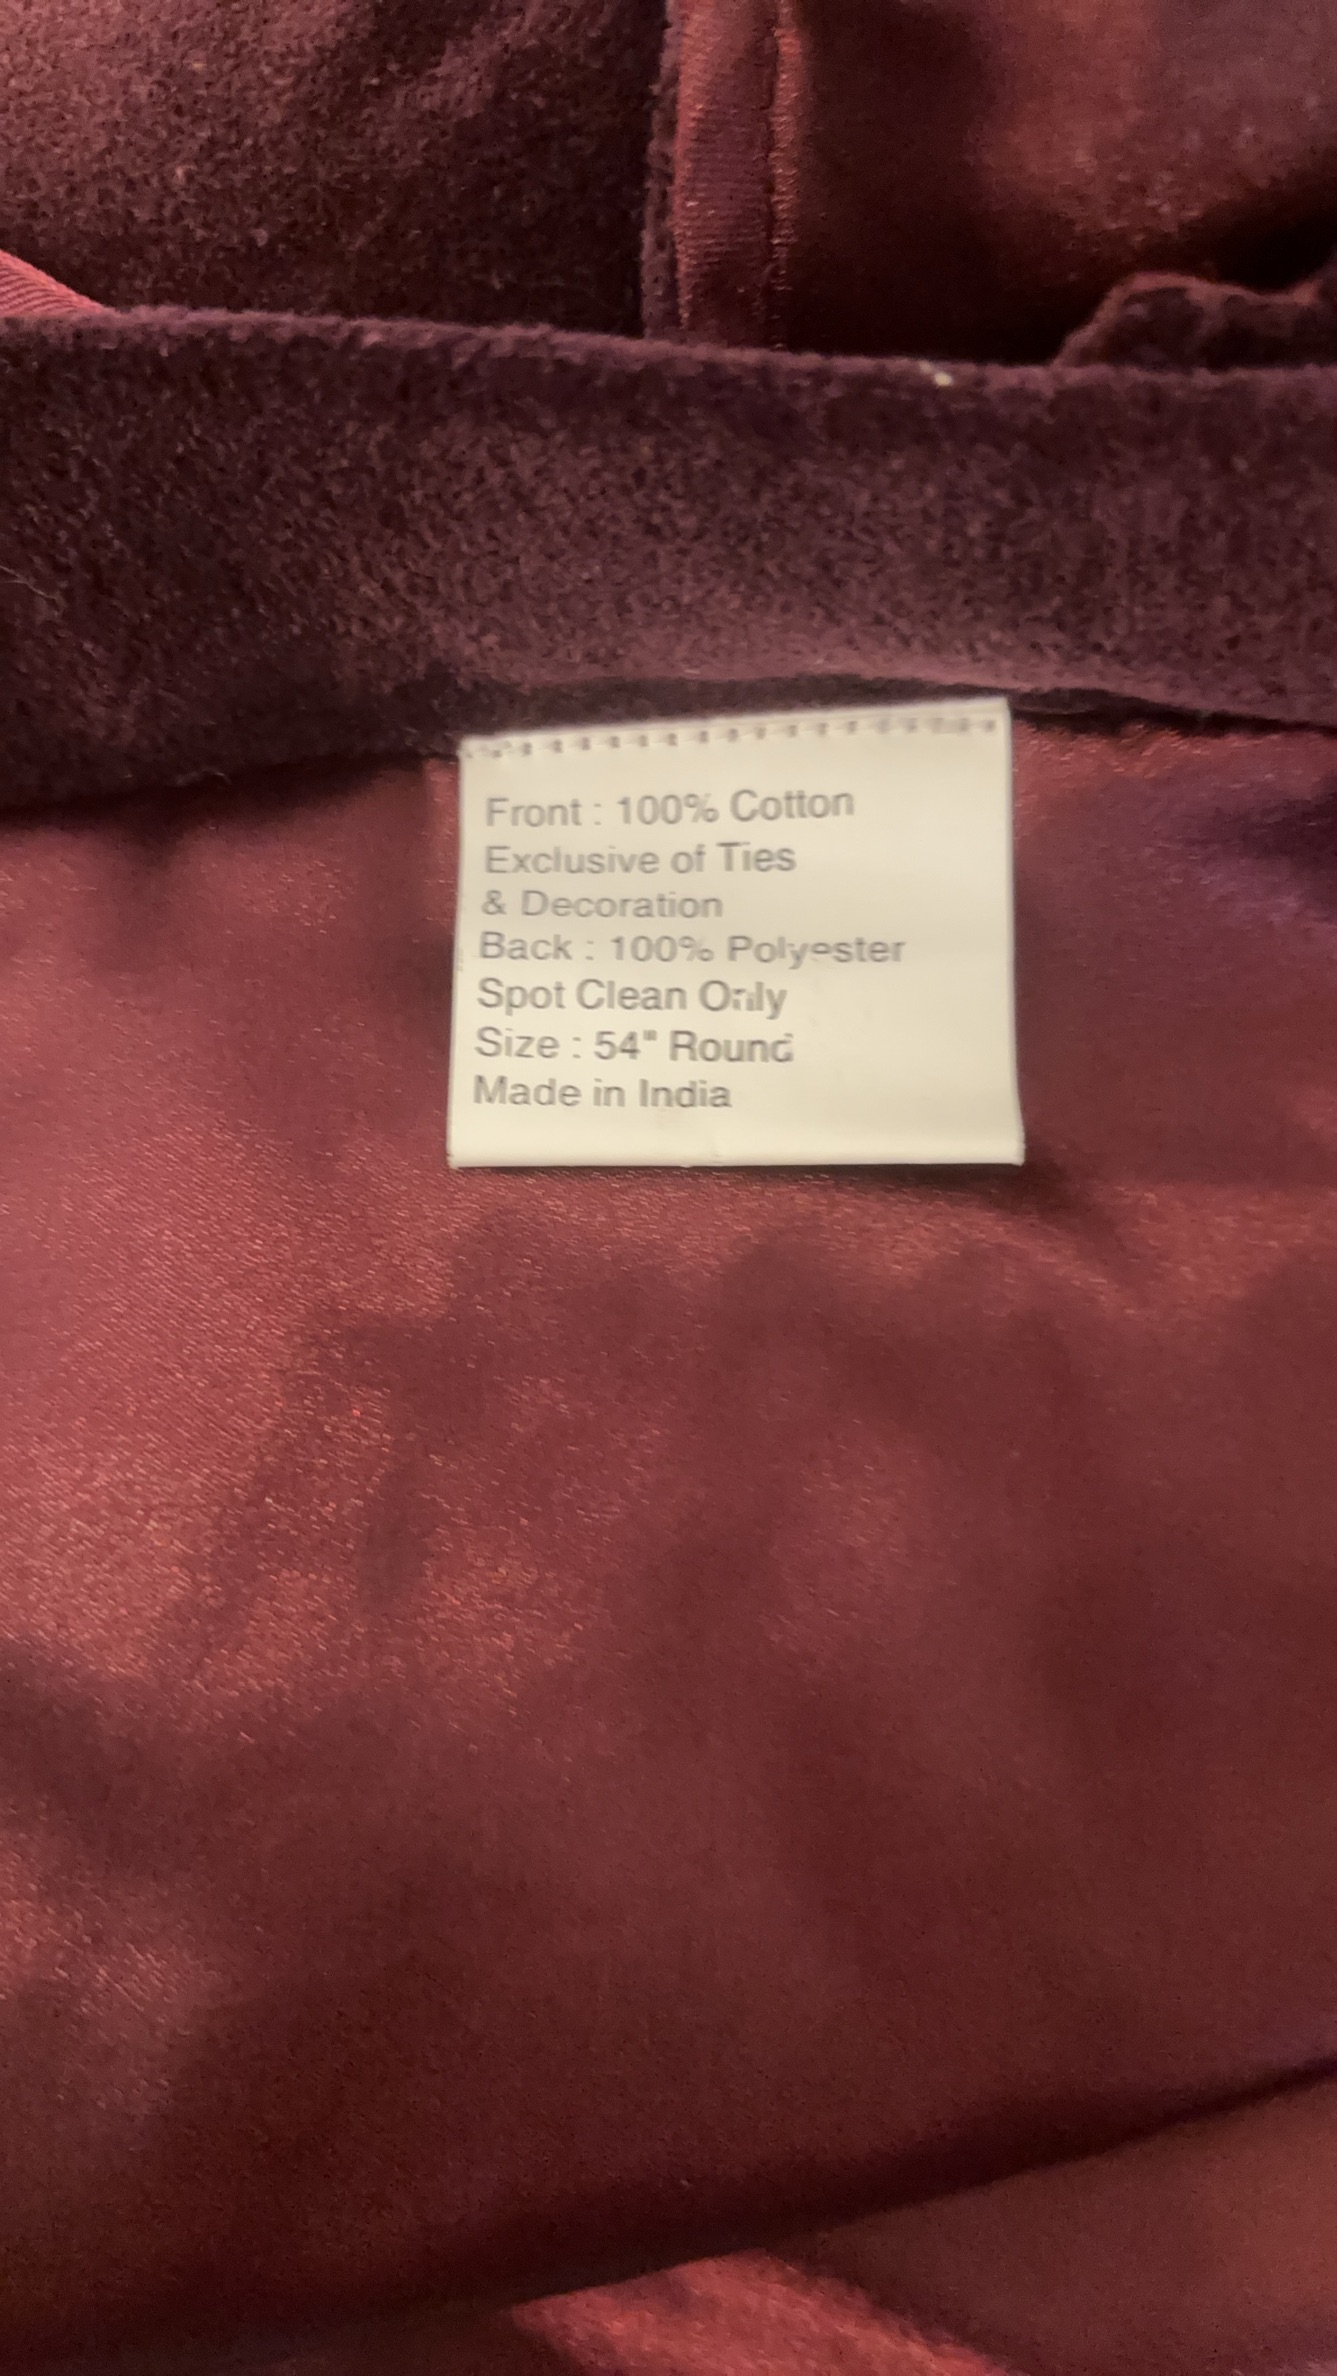 Front : 100% Cotton
Exclusive of Ties
& Decoration
Back : 100% Polyester
Spot Clean Only
Size : 54" Round
Made in India